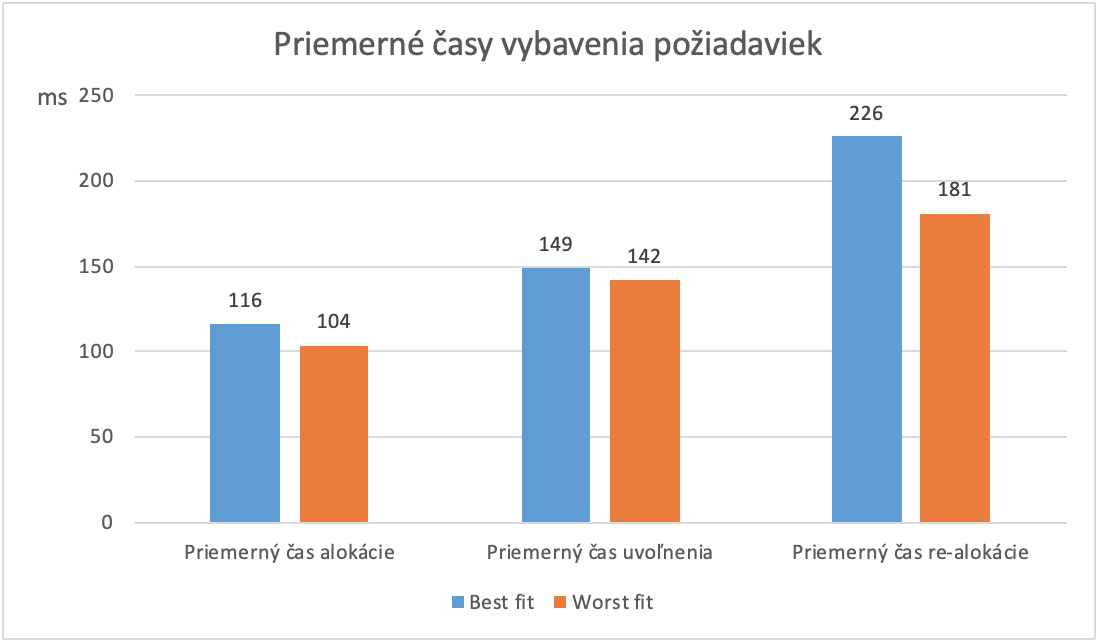 Priemerné časy vybavenia požiadaviek
ms
250
200
150
100
50
0
116
104
149
142
226
181
Priemerný čas alokácie
Priemerný čas uvoľnenia
Priemerný čas re-alokácie
Best fit
Worst fit